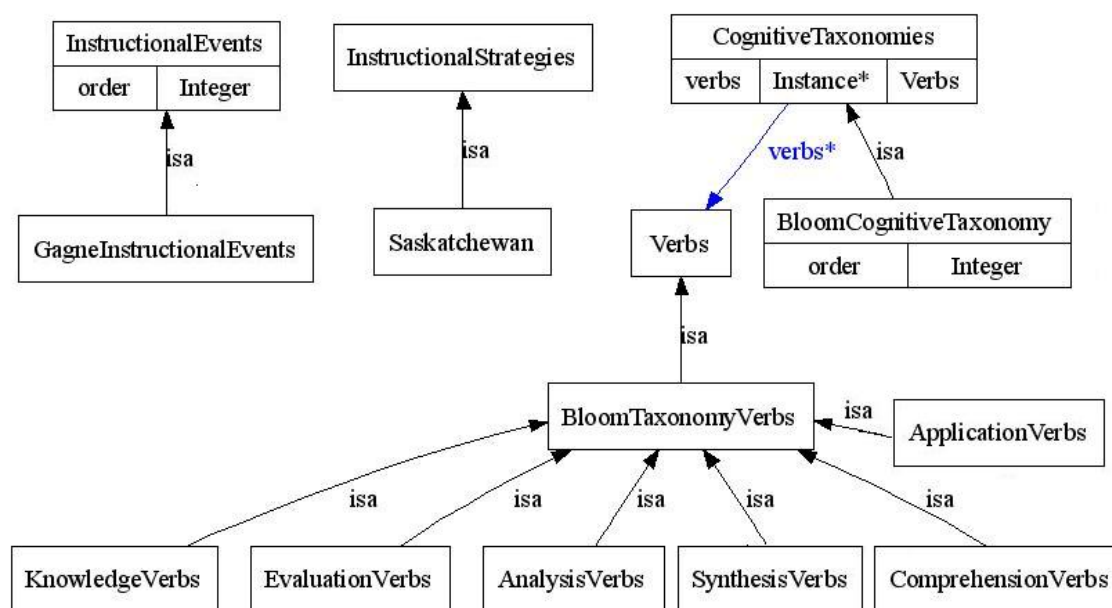 InstructionalEvents
order Integer
isa
GagneInstructionalEvents
InstructionalStrategies
isa
Saskatchewan
CognitiveTaxonomies
verbs Instance* Verbs
verbs*
isa
Verbs
BloomCognitiveTaxonomy
order Integer
isa
BloomTaxonomyVerbs
isa
ApplicationVerbs
isa
isa
isa
isa
isa
KnowledgeVerbs
EvaluationVerbs
AnalysisVerbs
SynthesisVerbs
ComprehensionVerbs